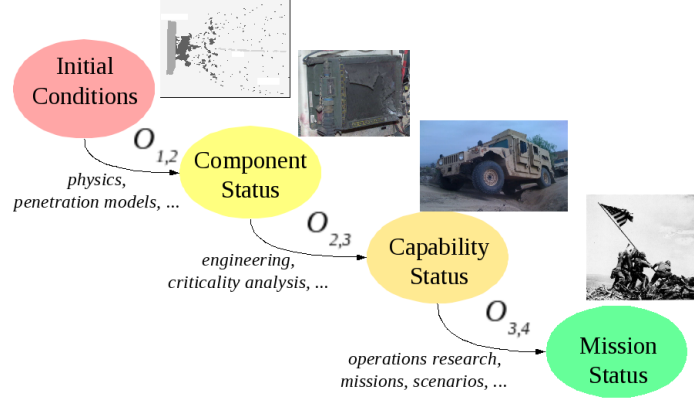 Initial
Conditions
O1,2
physics,
penetration models, ...
Component
Status
O2,3
engineering,
criticality analysis, ...
Capability
Status
O3,4
operations research,
missions, scenarios, ...
Mission
Status